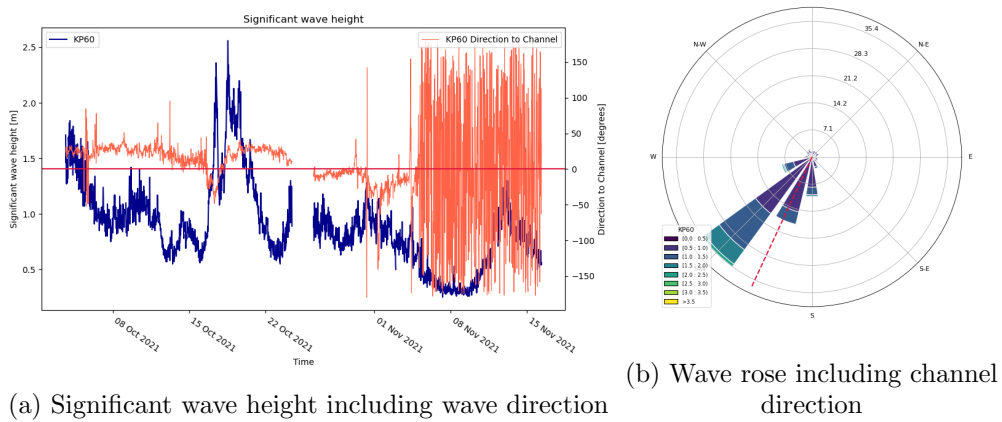 Significant wave height
KP60
KP60 Direction to Channel
Significant wave height [m]
2.5
2.0
1.5
1.0
0.5
150
100
50
0
−50
−100
−150
Direction to Channel [degrees]
08 Oct 2021
15 Oct 2021
22 Oct 2021
01 Nov 2021
08 Nov 2021
15 Nov 2021
Time
(a) Significant wave height including wave direction
35.4
28.3
21.2
14.2
7.1
N-W
N-E
W
E
S-E
S
KP60
[0.0 : 0.5)
[0.5 : 1.0)
[1.0 : 1.5)
[1.5 : 2.0)
[2.0 : 2.5)
[2.5 : 3.0)
[3.0 : 3.5)
>3.5
(b) Wave rose including channel
direction